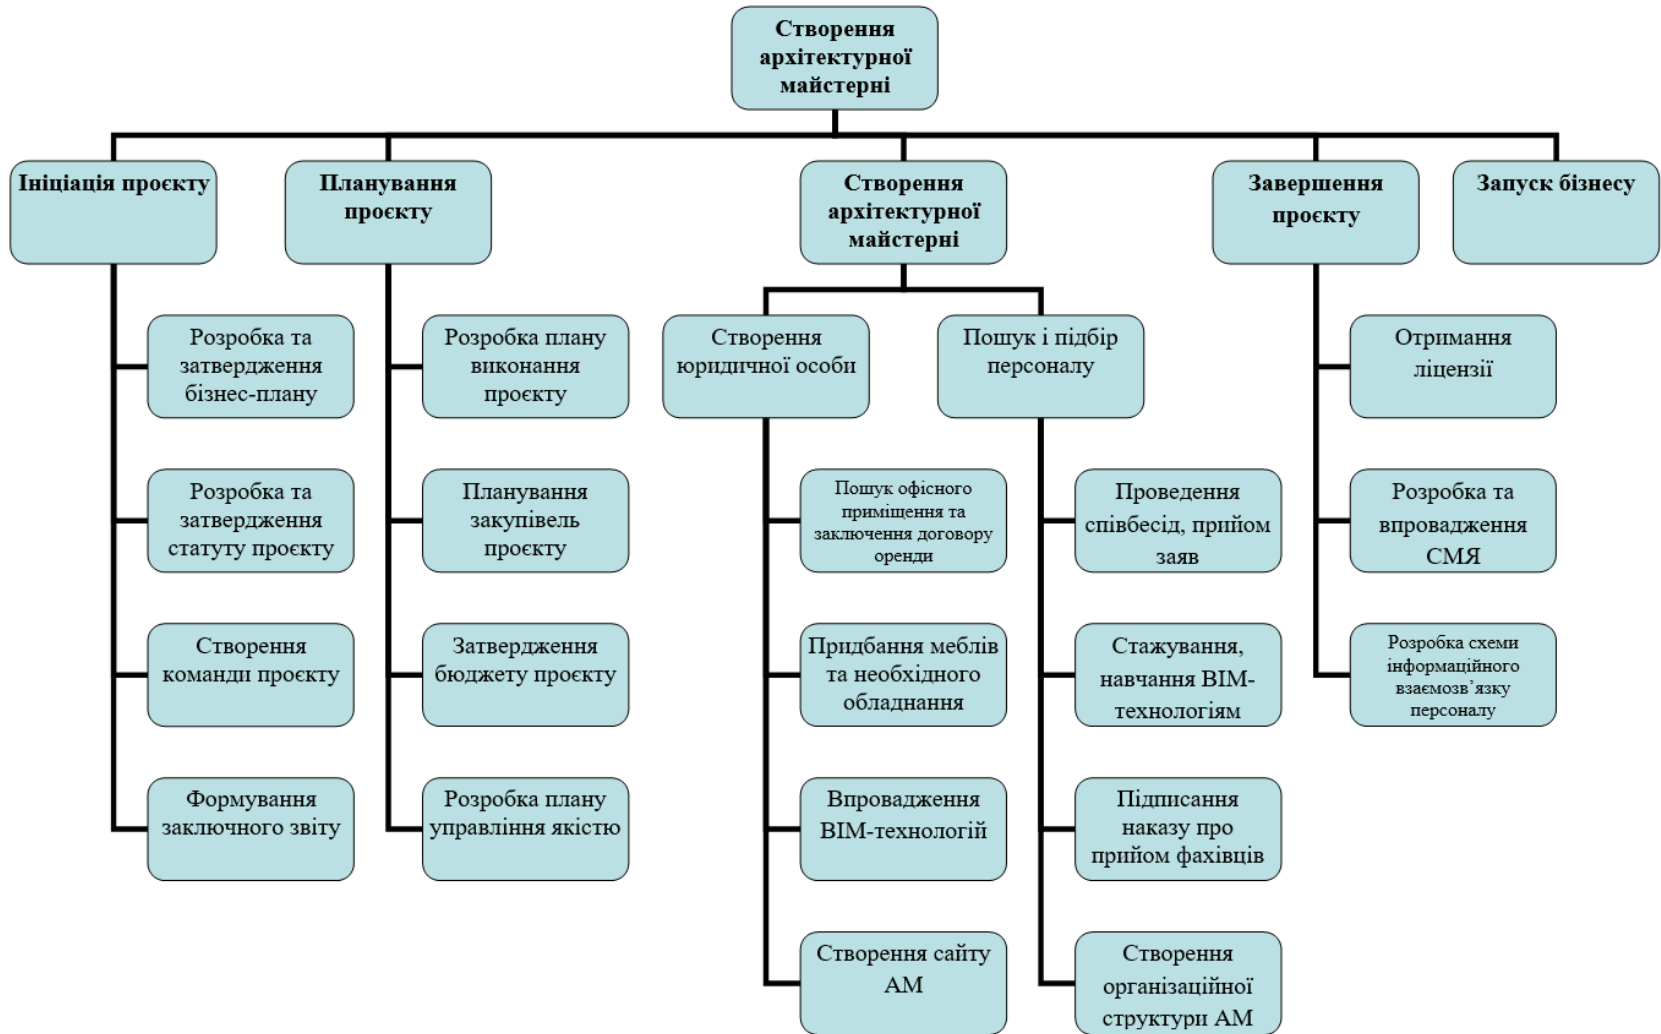 Створення
архітектурної
майстерні
Ініціація проєкту
Планування
проєкту
Створення
архітектурної
майстерні
Завершення
проєкту
Запуск бізнесу
Розробка та
затвердження
бізнес-плану
Розробка плану
виконання
проєкту
Створення
юридичної особи
Пошук і підбір
персоналу
Отримання
ліцензії
Розробка та
затвердження
статуту проєкту
Планування
закупівель
проєкту
Пошук офісного
приміщення та
заключення договору
оренди
Проведення
співбесід, прийом
заяв
Розробка та
впровадження
СМЯ
Створення
команди проєкту
Затвердження
бюджету проєкту
Придбання меблів
та необхідного
обладнання
Стажування,
навчання BIM-
технологіям
Розробка схеми
інформаційного
взаємозв’язку
персоналу
Формування
заключного звіту
Розробка плану
управління якістю
Впровадження
BIM-технологій
Підписання
наказу про
прийом фахівців
Створення сайту
АМ
Створення
організаційної
структури АМ